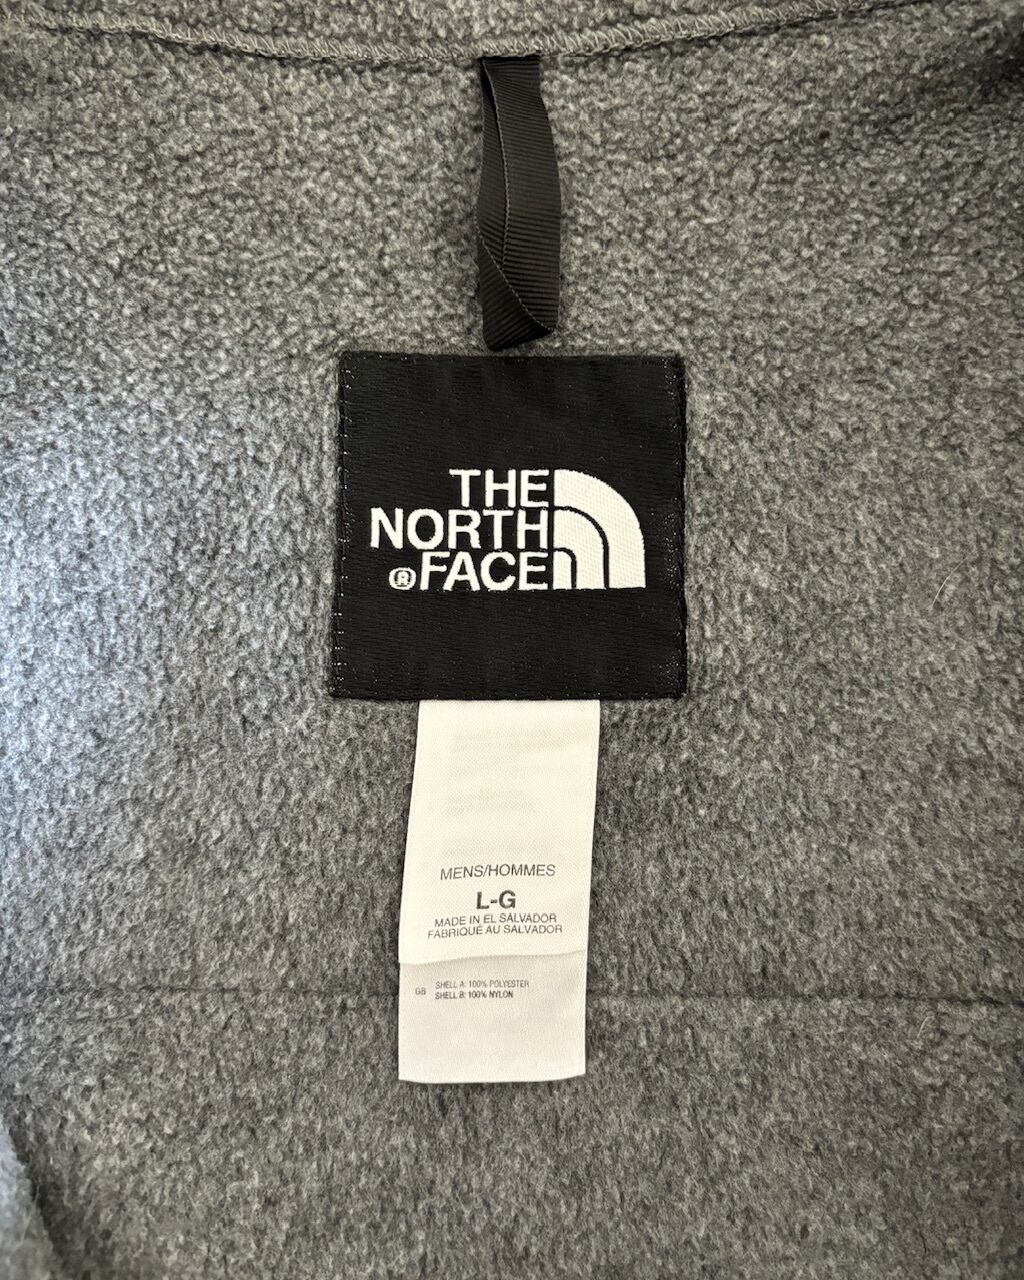 THE
NORTH
®FACE
MENS/HOMMES
L-G
MADE IN EL SALVADOR
FABRIQUÉ AU SALVADOR
GB SHELL A: 100% POLYESTER
SHELL B: 100% NYLON